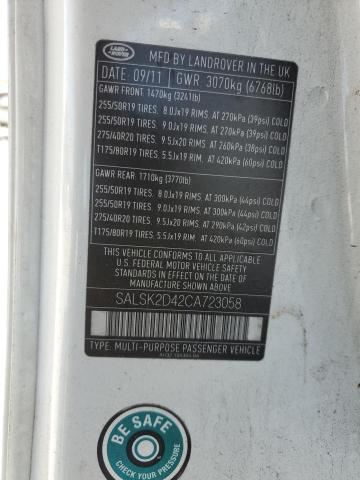 LAND
ROVER
MFD BY LANDROVER IN THE UK
DATE: 09/11 GWR 3070kg (6768lb)
GAWR FRONT: 1470kg (3241lb)
255/50R19 TIRES. 8.0Jx19 RIMS. AT 270kPa (39psi) COLD
255/50R19 TIRES. 9.0Jx19 RIMS. AT 270kPa (39psi) COLD
275/40R20 TIRES. 9.5Jx20 RIMS. AT 260kPa (38psi) COLD
T175/80R19 TIRES. 5.5Jx19 RIM. AT 420kPa (60psi) COLD
GAWR REAR: 1710kg (3770lb)
255/50R19 TIRES. 8.0Jx19 RIMS. AT 300kPa (44psi) COLD
255/50R19 TIRES. 9.0Jx19 RIMS. AT 300kPa (44psi) COLD
275/40R20 TIRES. 9.5Jx20 RIMS. AT 290kPa (42psi) COLD
T175/80R19 TIRES. 5.5Jx19 RIM. AT 420kPa (60psi) COLD
THIS VEHICLE CONFORMS TO ALL APPLICABLE
FEDERAL MOTOR VEHICLE SAFETY
AND THEFT PREVENTION STANDARDS
IN EFFECT ON THE DATE OF
MANUFACTURE SHOWN ABOVE
SALSK2D42CA723058
TYPE: MULTI-PURPOSE PASSENGER VEHICLE
BE SAFE
CHECK YOUR TIRE PRESSURE